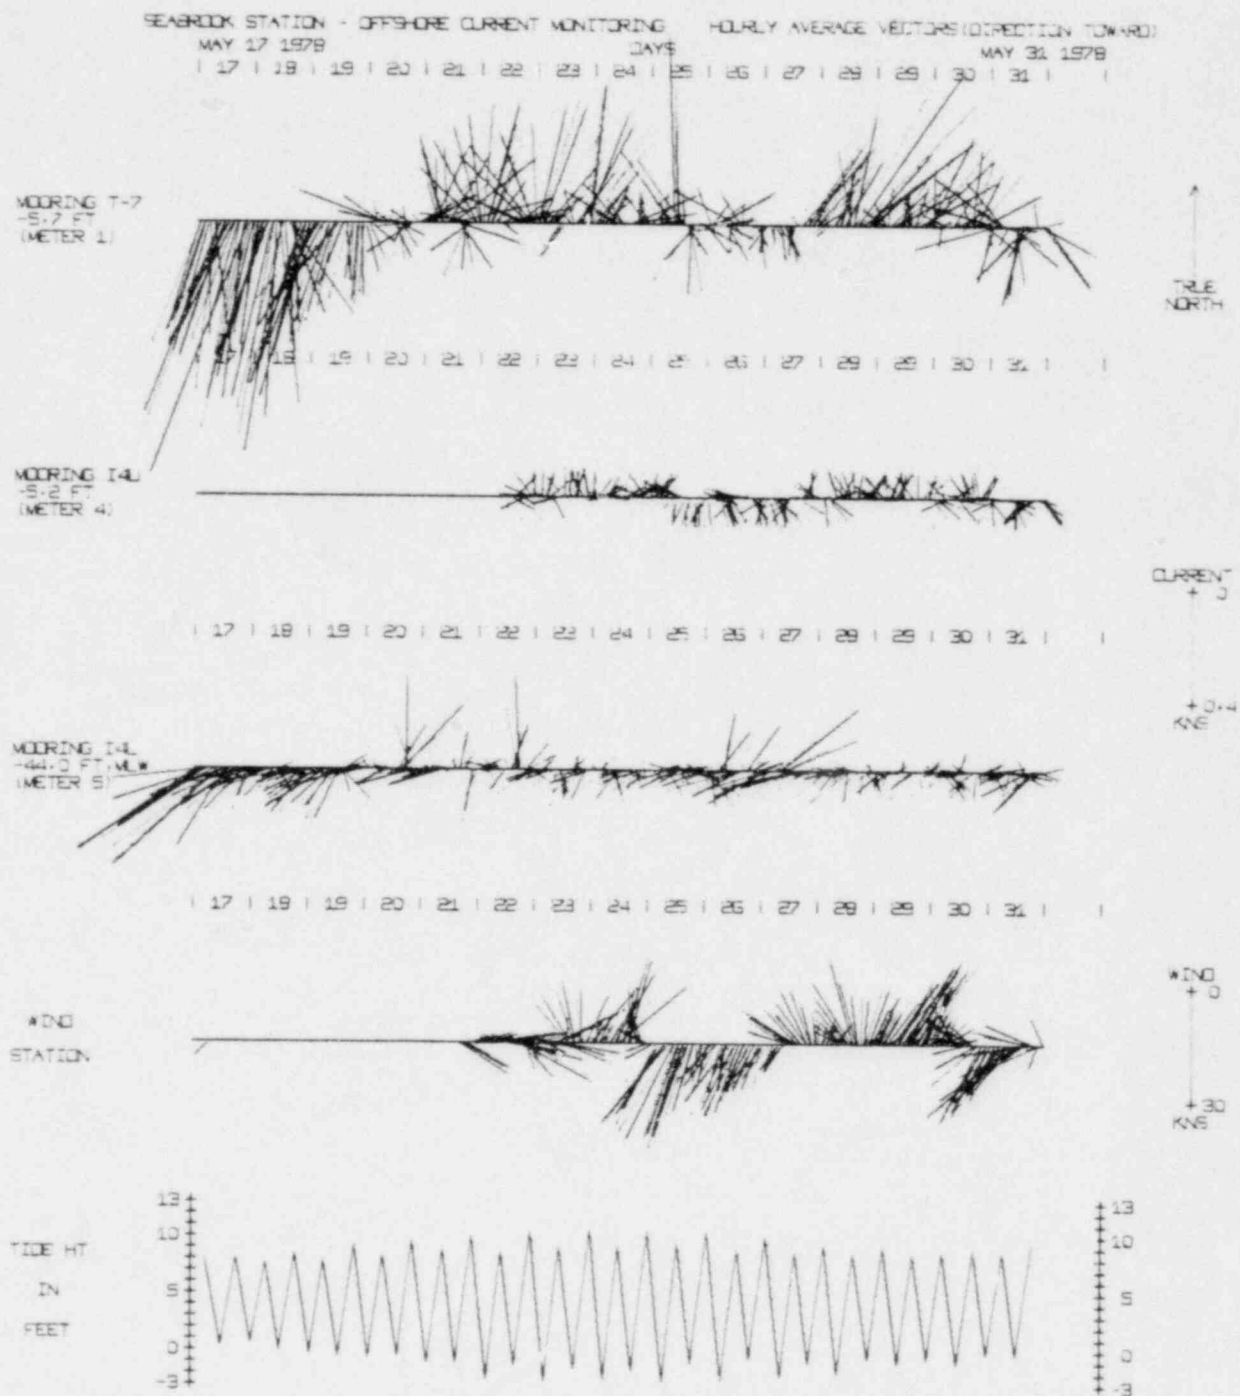 SEABROOK STATION - OFFSHORE CURRENT MONITORING HOURLY AVERAGE VECTORS(DIRECTION TOWARD)
MAY 17 1978 DAYS MAY 31 1978
| 17 | 18 | 19 | 20 | 21 | 22 | 23 | 24 | 25 | 26 | 27 | 28 | 29 | 30 | 31 | |
MOORING T-7
-5.7 FT
(METER 1)
TRUE
NORTH
17 | 18 | 19 | 20 | 21 | 22 | 23 | 24 | 25 | 26 | 27 | 28 | 29 | 30 | 31 | |
MOORING I4U
-5.2 FT
(METER 4)
CURRENT
+ 0
+ 0.4
KNS
| 17 | 18 | 19 | 20 | 21 | 22 | 23 | 24 | 25 | 26 | 27 | 28 | 29 | 30 | 31 | |
MOORING I4L
-44.0 FT.MLW
(METER 5)
| 17 | 18 | 19 | 20 | 21 | 22 | 23 | 24 | 25 | 26 | 27 | 28 | 29 | 30 | 31 | |
WIND
+ 0
+ 30
KNS
WIND
STATION
13
10
5
0
-3
TIDE HT
IN
FEET
13
10
5
0
-3